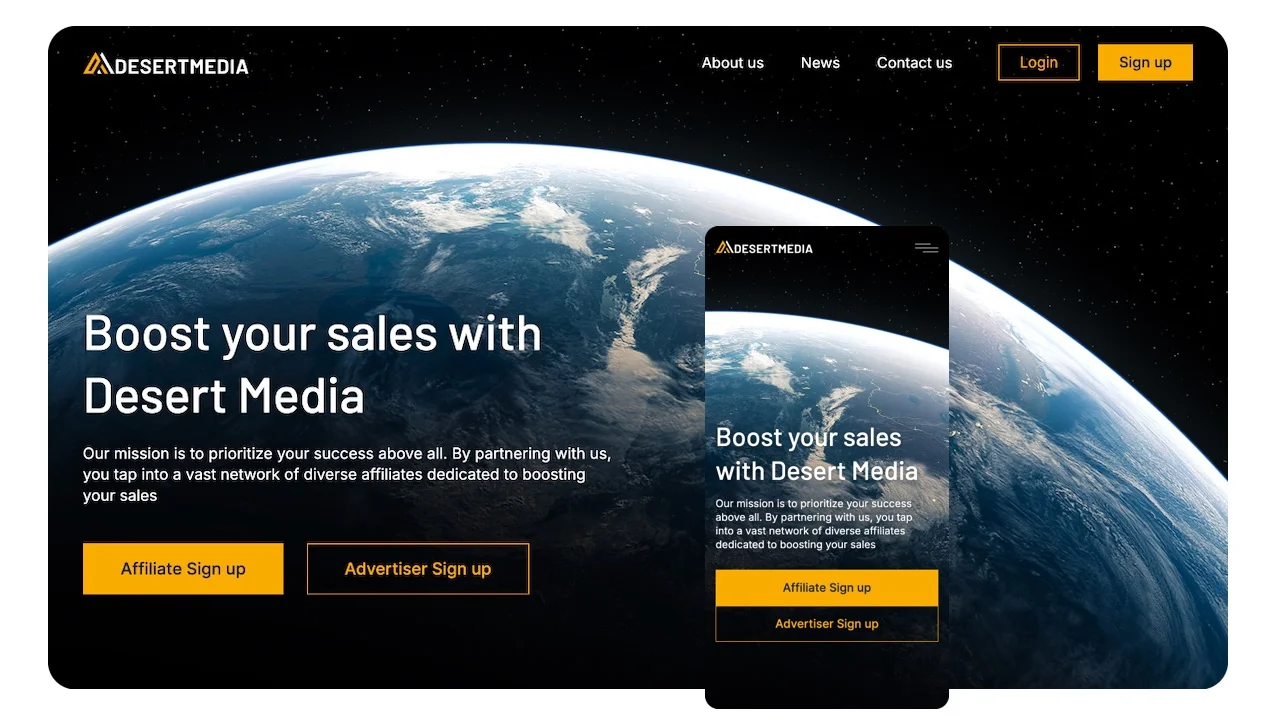 DESERTMEDIA
About us
News
Contact us
Login
Sign up
Boost your sales with
Desert Media
Our mission is to prioritize your success above all. By partnering with us,
you tap into a vast network of diverse affiliates dedicated to boosting
your sales
Affiliate Sign up
Advertiser Sign up
DESERTMEDIA
Boost your sales
with Desert Media
Our mission is to prioritize your success
above all. By partnering with us, you tap
into a vast network of diverse affiliates
dedicated to boosting your sales
Affiliate Sign up
Advertiser Sign up